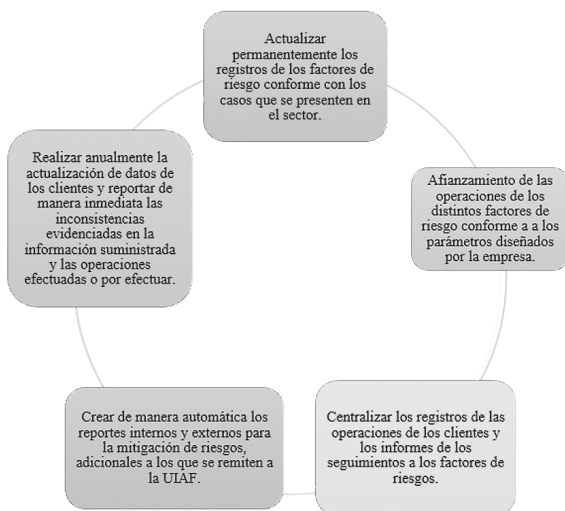 Actualizar
permanentemente los
registros de los factores de
riesgo conforme con los
casos que se presenten en
el sector.
Afianzamiento de las
operaciones de los
distintos factores de
riesgo conforme a a los
parámetros diseñados
por la empresa.
Centralizar los registros de las
operaciones de los clientes y
los informes de los
seguimientos a los factores de
riesgos.
Crear de manera automática los
reportes internos y externos para
la mitigación de riesgos,
adicionales a los que se remiten a
la UIAF.
Realizar anualmente la
actualización de datos de
los clientes y reportar de
manera inmediata las
inconsistencias
evidenciadas en la
información suministrada
y las operaciones
efectuadas o por efectuar.